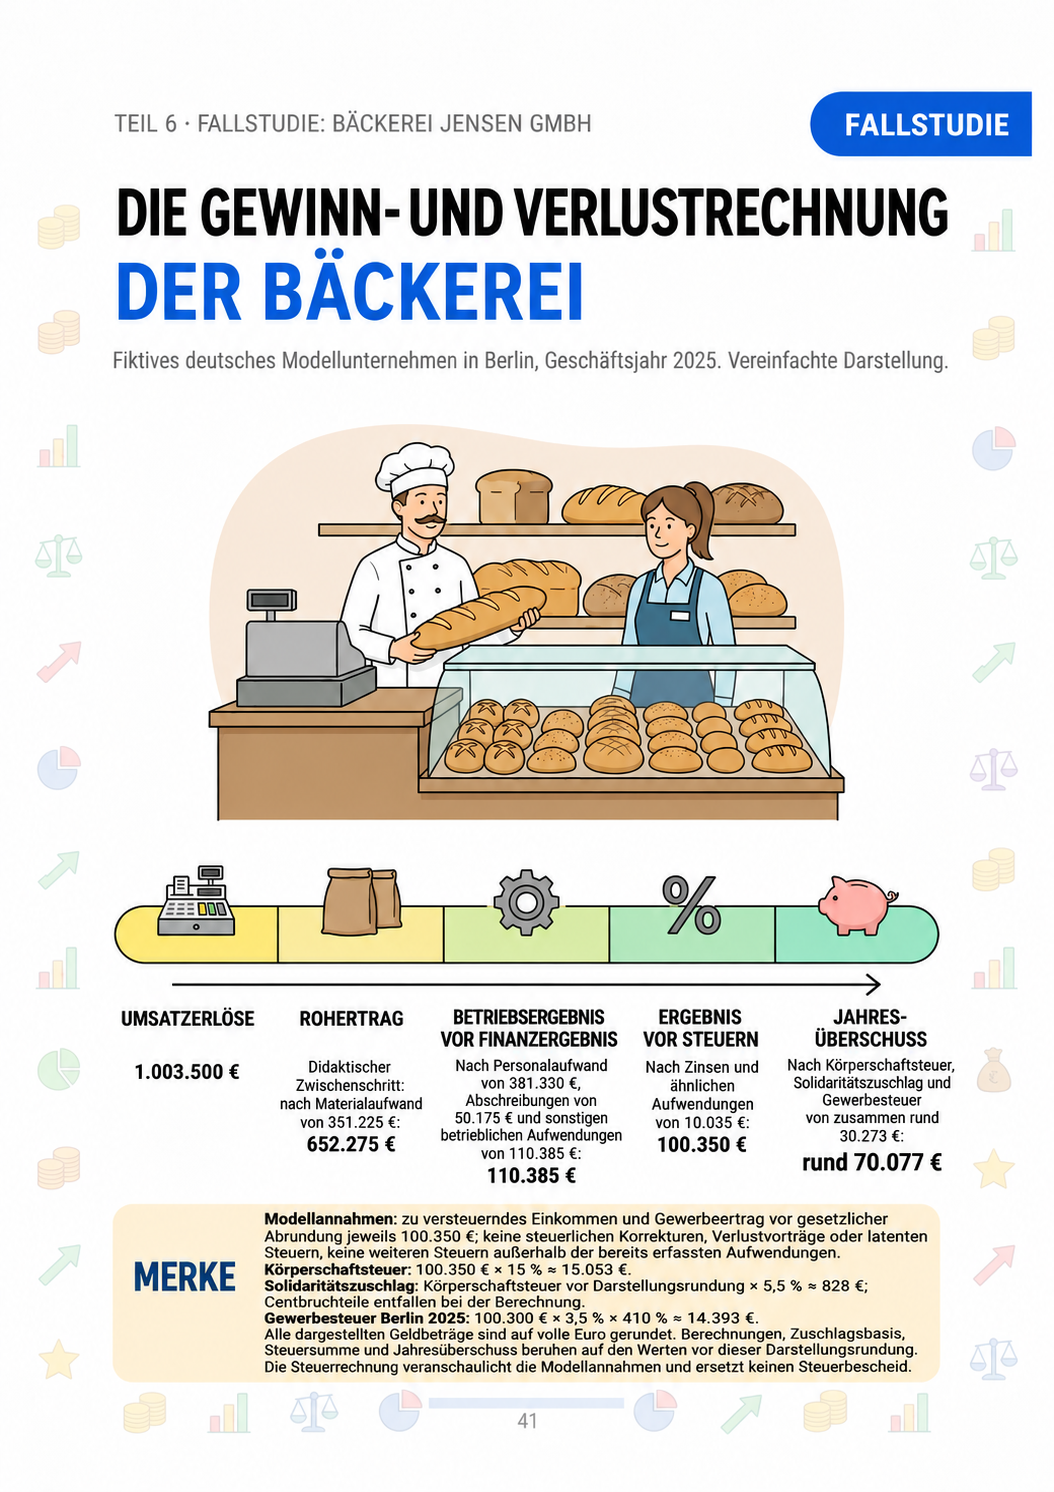 TEIL 6 · FALLSTUDIE: BÄCKEREI JENSEN GMBH
FALLSTUDIE
DIE GEWINN- UND VERLUSTRECHNUNG
DER BÄCKEREI
Fiktives deutsches Modellunternehmen in Berlin, Geschäftsjahr 2025. Vereinfachte Darstellung.
%
UMSATZERLÖSE
1.003.500 €
ROHERTRAG
Didaktischer
Zwischenschritt:
nach Materialaufwand
von 351.225 €:
652.275 €
BETRIEBSERGEBNIS
VOR FINANZERGEBNIS
Nach Personalaufwand
von 381.330 €,
Abschreibungen von
50.175 € und sonstigen
betrieblichen Aufwendungen
von 110.385 €:
110.385 €
ERGEBNIS
VOR STEUERN
Nach Zinsen und
ähnlichen
Aufwendungen
von 10.035 €:
100.350 €
JAHRES-
ÜBERSCHUSS
Nach Körperschaftsteuer,
Solidaritätszuschlag und
Gewerbesteuer
von zusammen rund
30.273 €:
rund 70.077 €
MERKE
Modellannahmen: zu versteuerndes Einkommen und Gewerbeertrag vor gesetzlicher
Abrundung jeweils 100.350 €; keine steuerlichen Korrekturen, Verlustvorträge oder latenten
Steuern, keine weiteren Steuern außerhalb der bereits erfassten Aufwendungen.
Körperschaftsteuer: 100.350 € × 15 % ≈ 15.053 €.
Solidaritätszuschlag: Körperschaftsteuer vor Darstellungsrundung × 5,5 % ≈ 828 €;
Centbruchteile entfallen bei der Berechnung.
Gewerbesteuer Berlin 2025: 100.300 € × 3,5 % × 410 % ≈ 14.393 €.
Alle dargestellten Geldbeträge sind auf volle Euro gerundet. Berechnungen, Zuschlagsbasis,
Steuersumme und Jahresüberschuss beruhen auf den Werten vor dieser Darstellungsrundung.
Die Steuerrechnung veranschaulicht die Modellannahmen und ersetzt keinen Steuerbescheid.
41